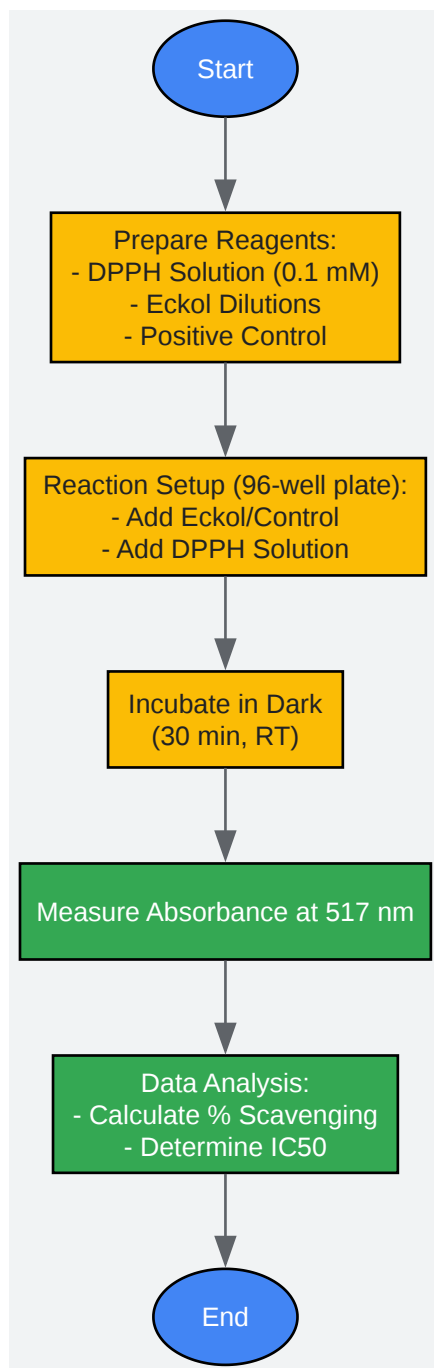 Start
Prepare Reagents:
- DPPH Solution (0.1 mM)
- Eckol Dilutions
- Positive Control
Reaction Setup (96-well plate):
- Add Eckol/Control
- Add DPPH Solution
Incubate in Dark
(30 min, RT)
Measure Absorbance at 517 nm
Data Analysis:
- Calculate % Scavenging
- Determine IC50
End